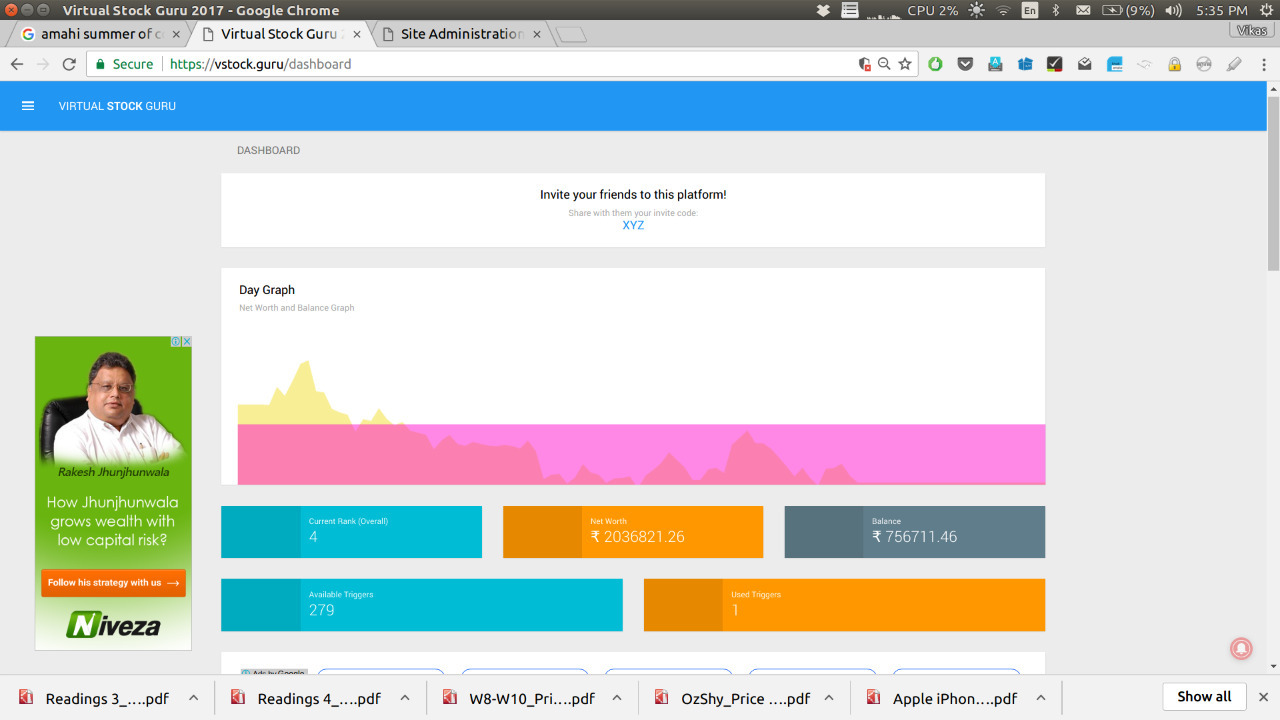 Virtual Stock Guru 2017 - Google Chrome
CPU 2%
En
(9%)
5:35 PM
amahi summer of c
Virtual Stock Guru 2
Site Administration
Vikas
Secure
https://vstock.guru/dashboard
VIRTUAL STOCK GURU
DASHBOARD
Invite your friends to this platform!
Share with them your invite code:
XYZ
Day Graph
Net Worth and Balance Graph
Rakesh Jhunjhunwala
How Jhunjhunwala
grows wealth with
low capital risk?
Follow his strategy with us →
Niveza
Current Rank (Overall)
4
Net Worth
₹ 2036821.26
Balance
₹ 756711.46
Available Triggers
279
Used Triggers
1
Ads by Google
Readings 3_....pdf
Readings 4_....pdf
W8-W10_Pri....pdf
OzShy_Price ....pdf
Apple iPhon....pdf
Show all